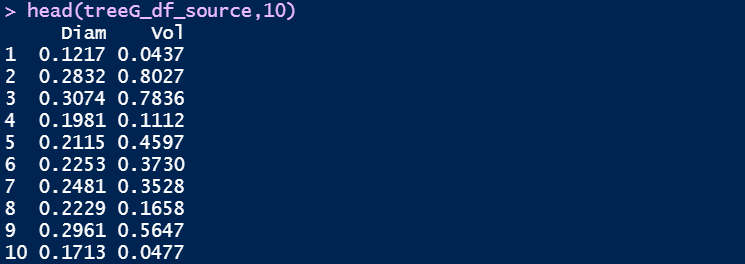 > head(treeG_df_source,10)
Diam Vol
1 0.1217 0.0437
2 0.2832 0.8027
3 0.3074 0.7836
4 0.1981 0.1112
5 0.2115 0.4597
6 0.2253 0.3730
7 0.2481 0.3528
8 0.2229 0.1658
9 0.2961 0.5647
10 0.1713 0.0477